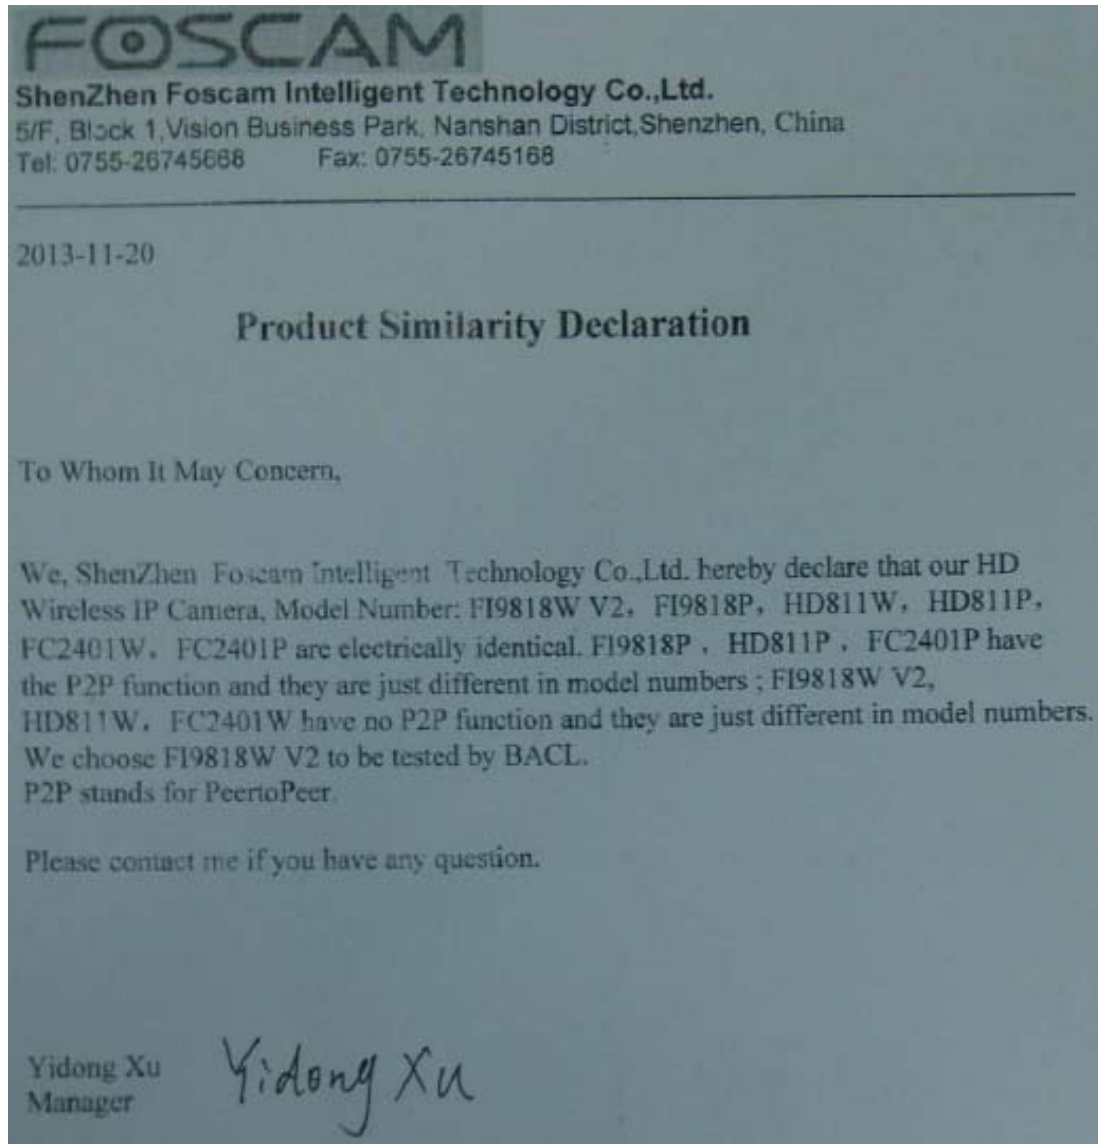 FOSCAM
ShenZhen Foscam Intelligent Technology Co.,Ltd.
5/F, Block 1,Vision Business Park, Nanshan District,Shenzhen, China
Tel: 0755-26745668 Fax: 0755-26745168
2013-11-20
Product Similarity Declaration
To Whom It May Concern,
We, ShenZhen Foscam Intelligent Technology Co.,Ltd. hereby declare that our HD
Wireless IP Camera, Model Number: FI9818W V2，FI9818P，HD811W，HD811P，
FC2401W，FC2401P are electrically identical. FI9818P，HD811P，FC2401P have
the P2P function and they are just different in model numbers ; FI9818W V2,
HD811W，FC2401W have no P2P function and they are just different in model numbers.
We choose FI9818W V2 to be tested by BACL.
P2P stands for PeertoPeer.
Please contact me if you have any question.
Yidong Xu Yidong Xu
Manager